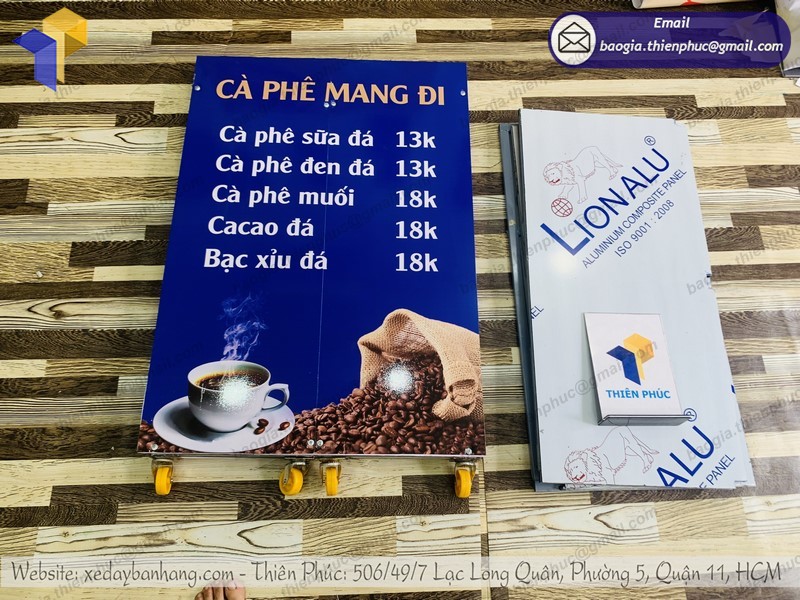 Email
baogia.thienphuc@gmail.com
CÀ PHÊ MANG ĐI
Cà phê sữa đá 13k
Cà phê đen đá 13k
Cà phê muối 18k
Cacao đá 18k
Bạc xỉu đá 18k
LIONALU®
ALUMINIUM COMPOSITE PANEL
ISO 9001 : 2008
THIÊN PHÚC
ALU®
PANEL
Website: xedaybanhang.com - Thiên Phúc: 506/49/7 Lạc Long Quân, Phường 5, Quận 11, HCM